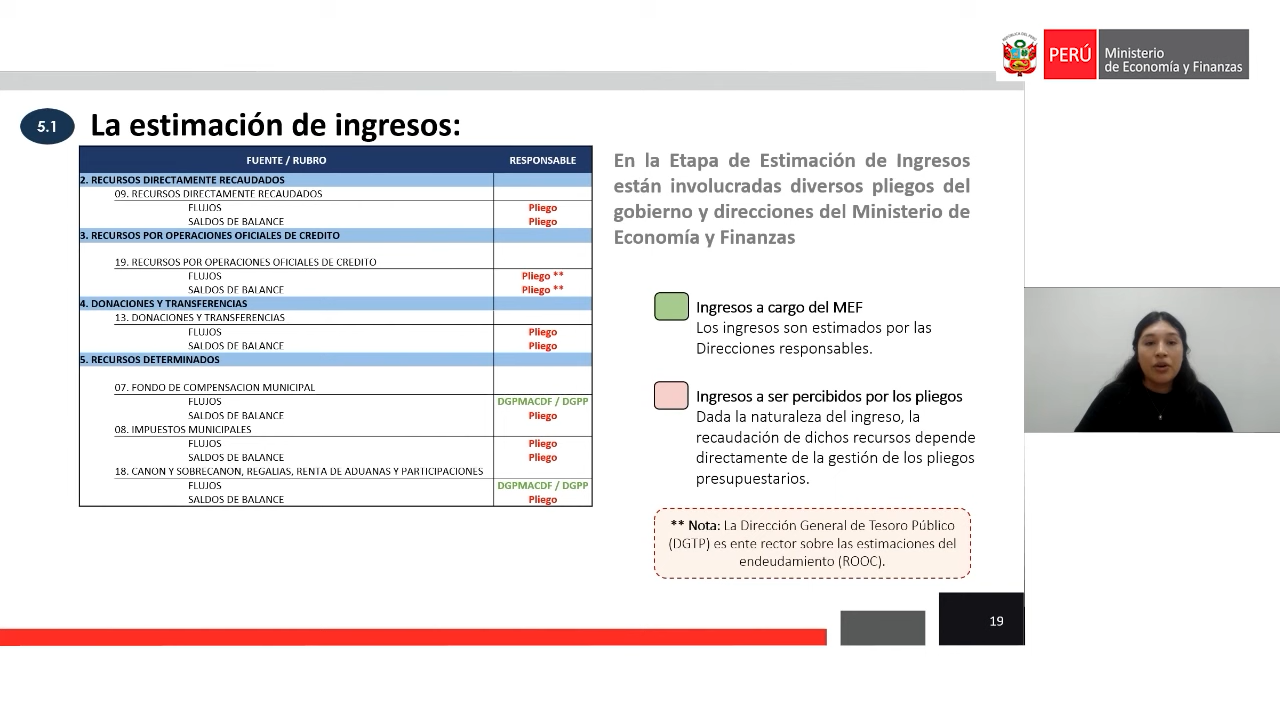 PERÚ
Ministerio
de Economía y Finanzas
5.1
La estimación de ingresos:
FUENTE / RUBRO RESPONSABLE
2. RECURSOS DIRECTAMENTE RECAUDADOS
09. RECURSOS DIRECTAMENTE RECAUDADOS
FLUJOS Pliego
SALDOS DE BALANCE Pliego
3. RECURSOS POR OPERACIONES OFICIALES DE CREDITO
19. RECURSOS POR OPERACIONES OFICIALES DE CREDITO
FLUJOS Pliego **
SALDOS DE BALANCE Pliego **
4. DONACIONES Y TRANSFERENCIAS
13. DONACIONES Y TRANSFERENCIAS
FLUJOS Pliego
SALDOS DE BALANCE Pliego
5. RECURSOS DETERMINADOS
07. FONDO DE COMPENSACION MUNICIPAL
FLUJOS DGPMACDF / DGPP
SALDOS DE BALANCE Pliego
08. IMPUESTOS MUNICIPALES
FLUJOS Pliego
SALDOS DE BALANCE Pliego
18. CANON Y SOBRECANON, REGALIAS, RENTA DE ADUANAS Y PARTICIPACIONES
FLUJOS DGPMACDF / DGPP
SALDOS DE BALANCE Pliego
En la Etapa de Estimación de Ingresos
están involucradas diversos pliegos del
gobierno y direcciones del Ministerio de
Economía y Finanzas
Ingresos a cargo del MEF
Los ingresos son estimados por las
Direcciones responsables.
Ingresos a ser percibidos por los pliegos
Dada la naturaleza del ingreso, la
recaudación de dichos recursos depende
directamente de la gestión de los pliegos
presupuestarios.
** Nota: La Dirección General de Tesoro Público
(DGTP) es ente rector sobre las estimaciones del
endeudamiento (ROOC).
19